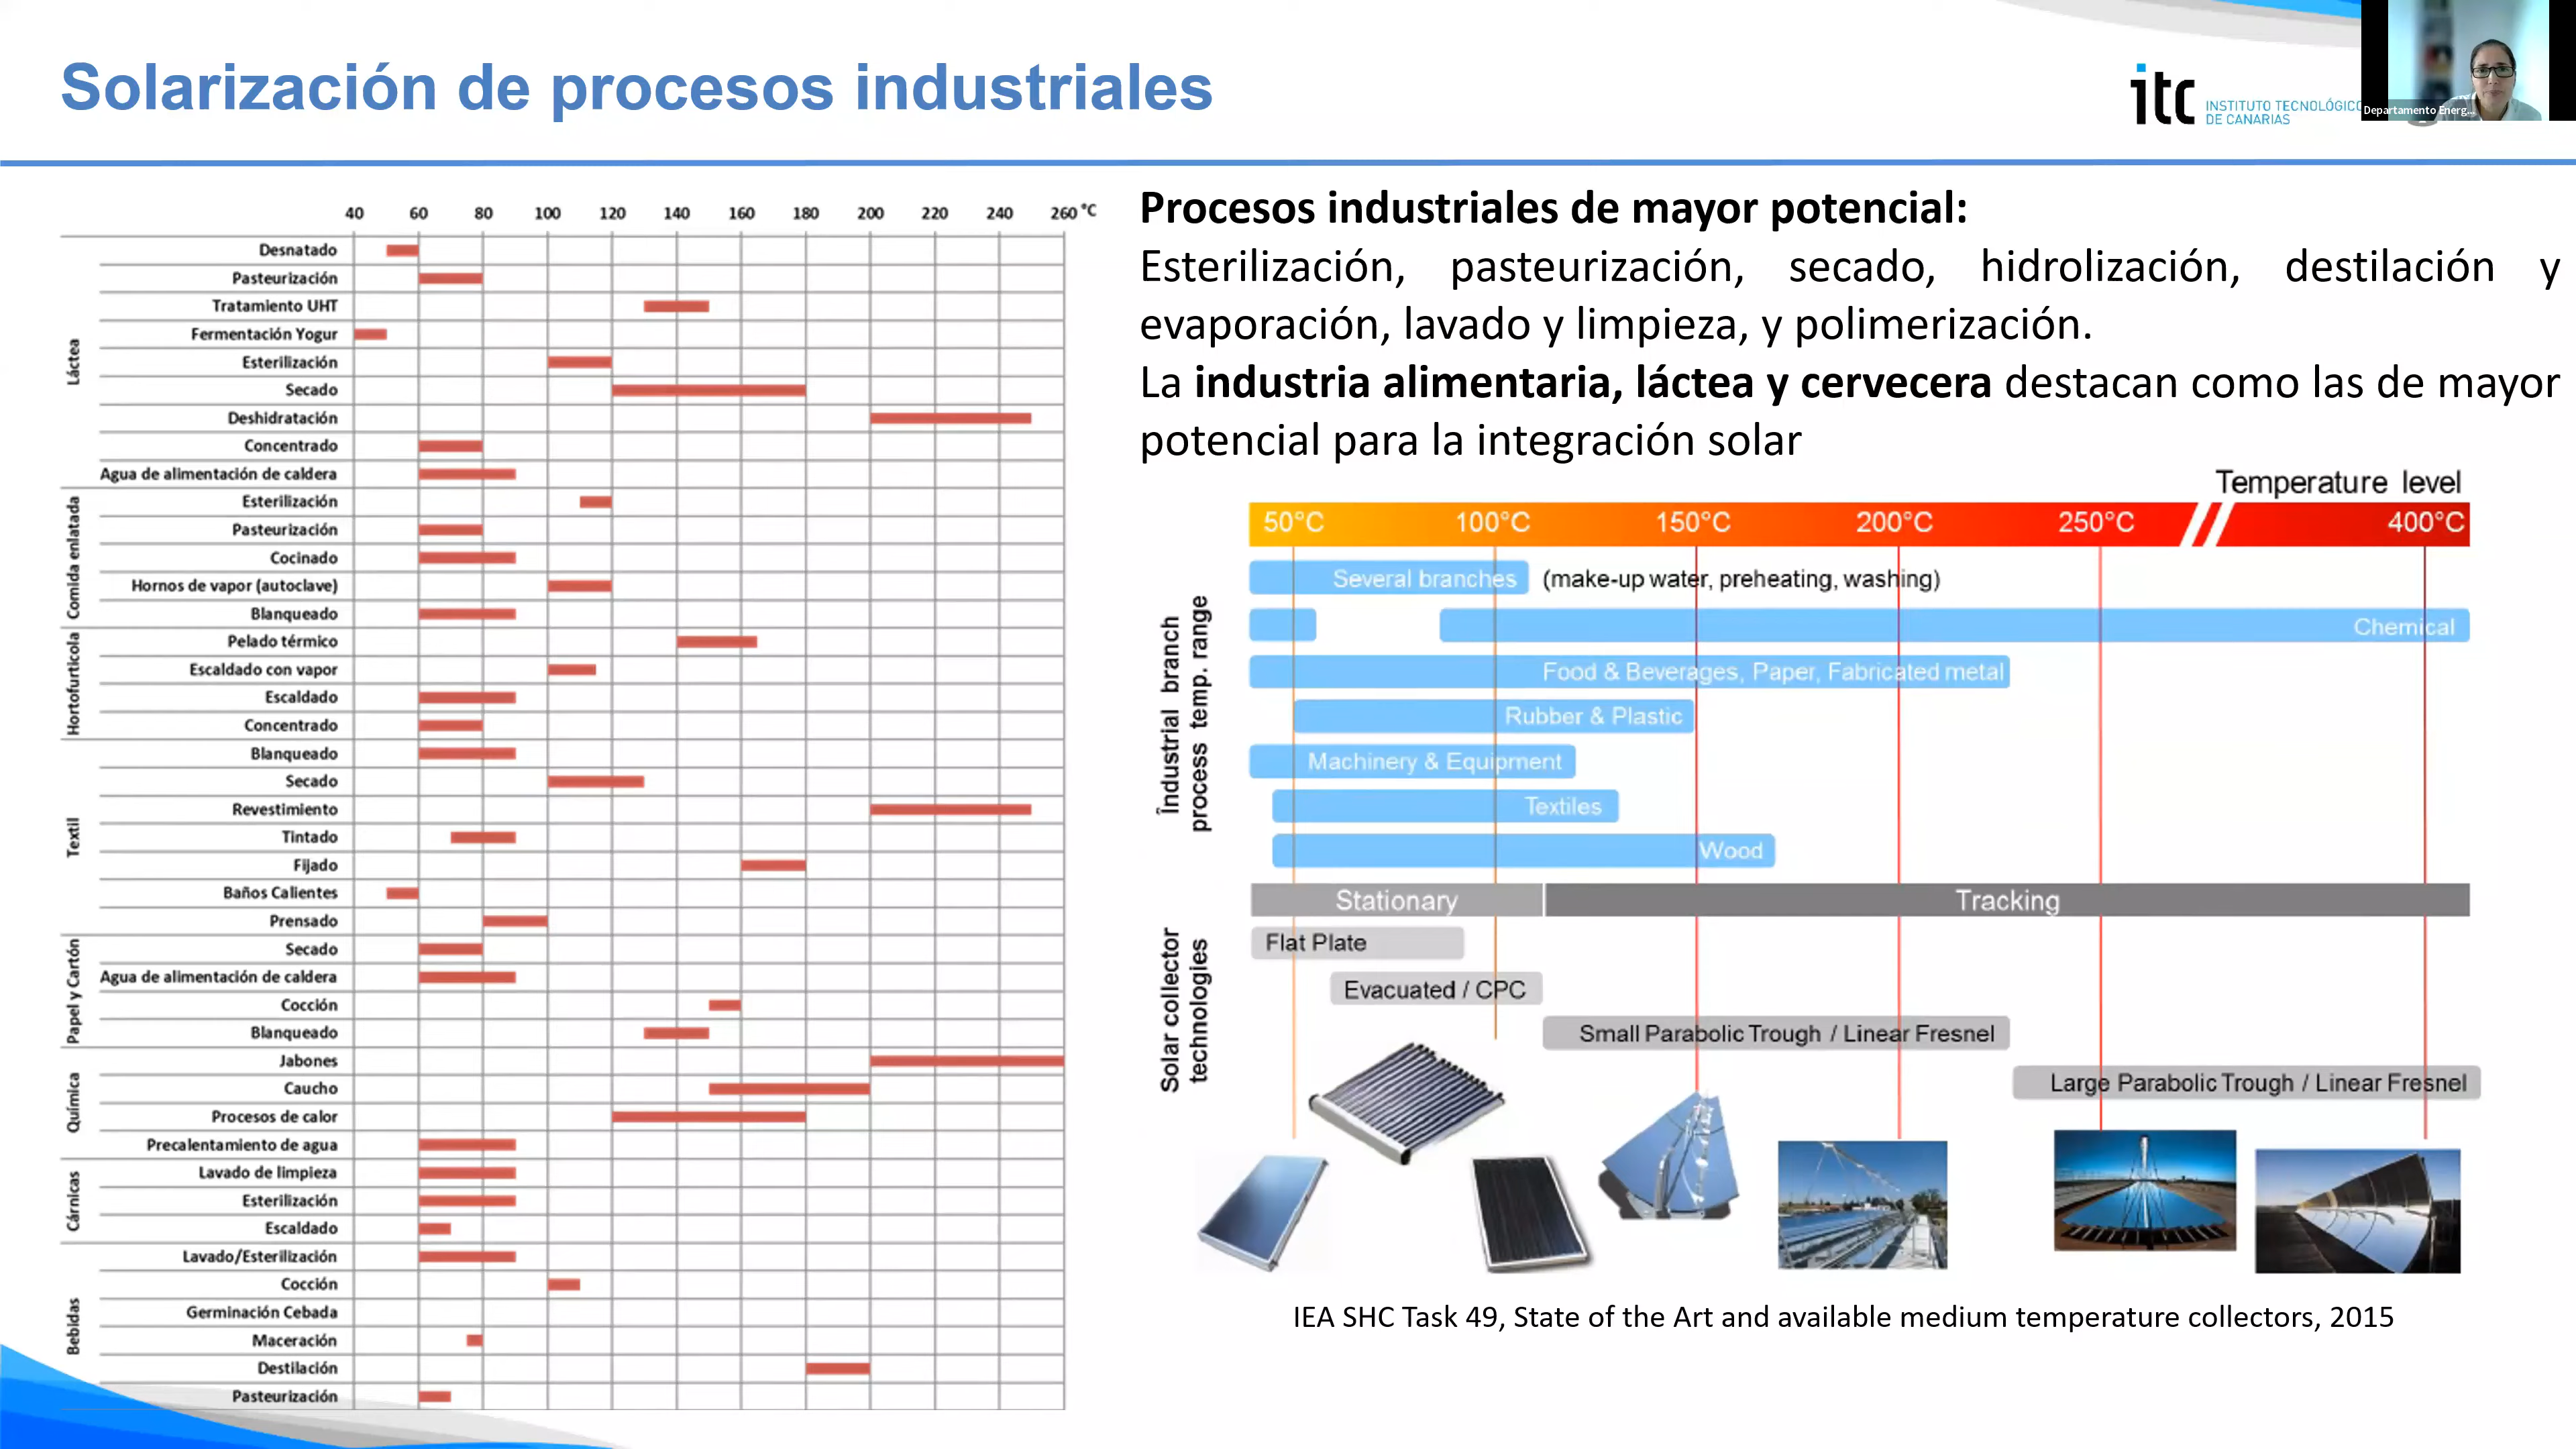 Solarización de procesos industriales
itc INSTITUTO TECNOLÓGICO
DE CANARIAS
Departamento Energ...
40 60 80 100 120 140 160 180 200 220 240 260 °C
Láctea
Desnatado
Pasteurización
Tratamiento UHT
Fermentación Yogur
Esterilización
Secado
Deshidratación
Concentrado
Agua de alimentación de caldera
Comida enlatada
Esterilización
Pasteurización
Cocinado
Hornos de vapor (autoclave)
Blanqueado
Hortofurticola
Pelado térmico
Escaldado con vapor
Escaldado
Concentrado
Textil
Blanqueado
Secado
Revestimiento
Tintado
Fijado
Baños Calientes
Prensado
Papel y Cartón
Secado
Agua de alimentación de caldera
Cocción
Blanqueado
Química
Jabones
Caucho
Procesos de calor
Precalentamiento de agua
Cárnicas
Lavado de limpieza
Esterilización
Escaldado
Bebidas
Lavado/Esterilización
Cocción
Germinación Cebada
Maceración
Destilación
Pasteurización
Procesos industriales de mayor potencial:
Esterilización, pasteurización, secado, hidrolización, destilación y
evaporación, lavado y limpieza, y polimerización.
La industria alimentaria, láctea y cervecera destacan como las de mayor
potencial para la integración solar
Temperature level
50°C 100°C 150°C 200°C 250°C 400°C
Industrial branch
process temp. range
Several branches (make-up water, preheating, washing)
Chemical
Food & Beverages, Paper, Fabricated metal
Rubber & Plastic
Machinery & Equipment
Textiles
Wood
Stationary Tracking
Solar collector
technologies
Flat Plate
Evacuated / CPC
Small Parabolic Trough / Linear Fresnel
Large Parabolic Trough / Linear Fresnel
IEA SHC Task 49, State of the Art and available medium temperature collectors, 2015